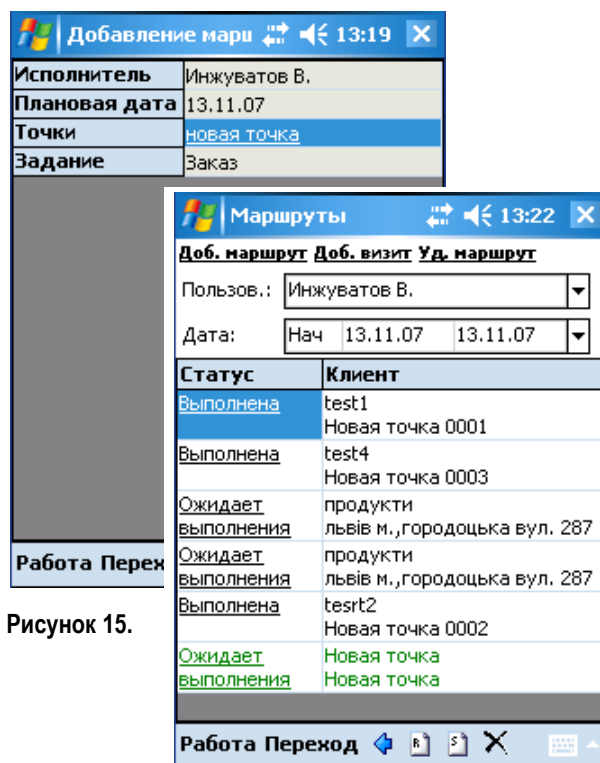 Добавление марш 13:19
Исполнитель Инжуватов В.
Плановая дата 13.11.07
Точки новая точка
Задание Заказ
Работа Перех
Рисунок 15.
Маршруты 13:22
Доб. маршрут Доб. визит Уд. маршрут
Пользов.: Инжуватов В.
Дата: Нач 13.11.07 13.11.07
Статус Клиент
Выполнена test1
Новая точка 0001
Выполнена test4
Новая точка 0003
Ожидает продукти
выполнения львів м.,городоцька вул. 287
Ожидает продукти
выполнения львів м.,городоцька вул. 287
Выполнена tesrt2
Новая точка 0002
Ожидает Новая точка
выполнения Новая точка
Работа Переход R S